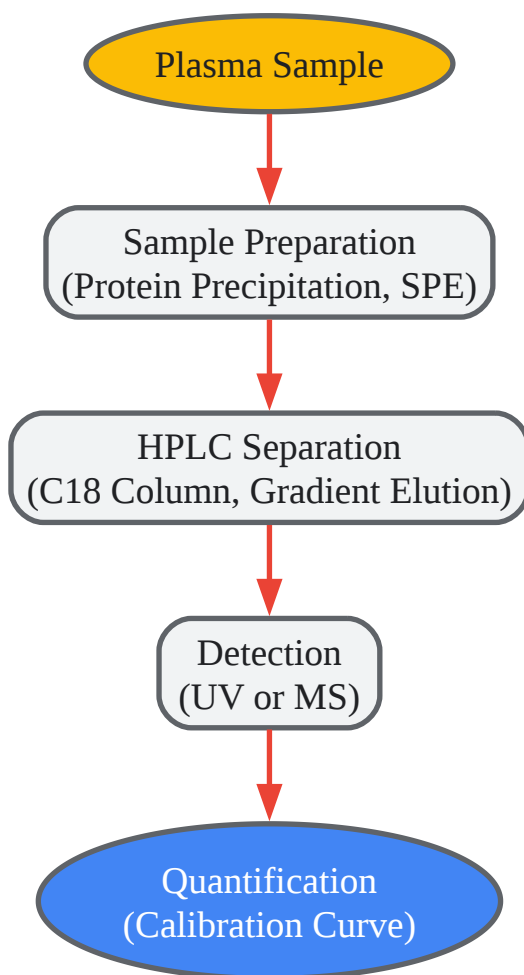 Plasma Sample
Sample Preparation
(Protein Precipitation, SPE)
HPLC Separation
(C18 Column, Gradient Elution)
Detection
(UV or MS)
Quantification
(Calibration Curve)